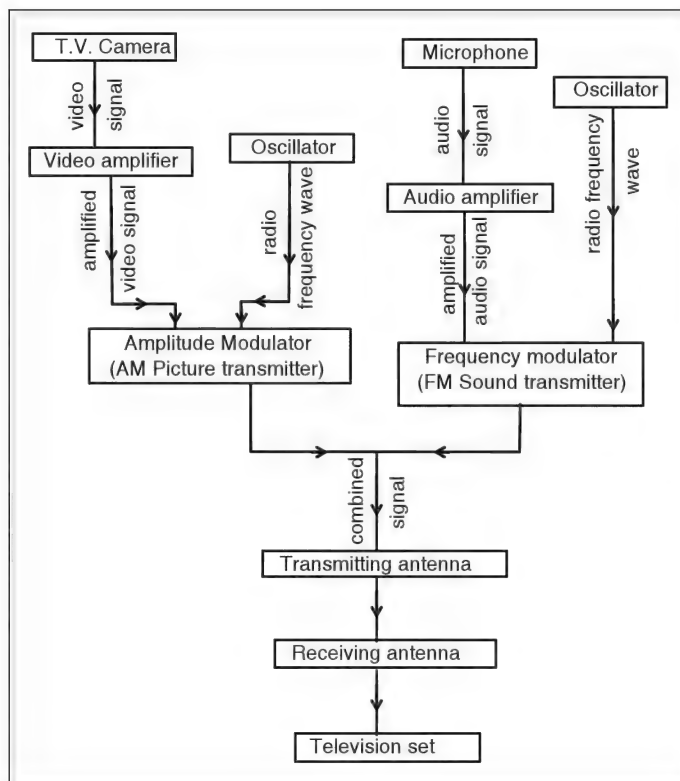 T.V. Camera
video
signal
Video amplifier
amplified
video signal
Oscillator
radio
frequency wave
Amplitude Modulator
(AM Picture transmitter)
Microphone
audio
signal
Audio amplifier
amplified
audio signal
Oscillator
radio frequency
wave
Frequency modulator
(FM Sound transmitter)
combined
signal
Transmitting antenna
Receiving antenna
Television set